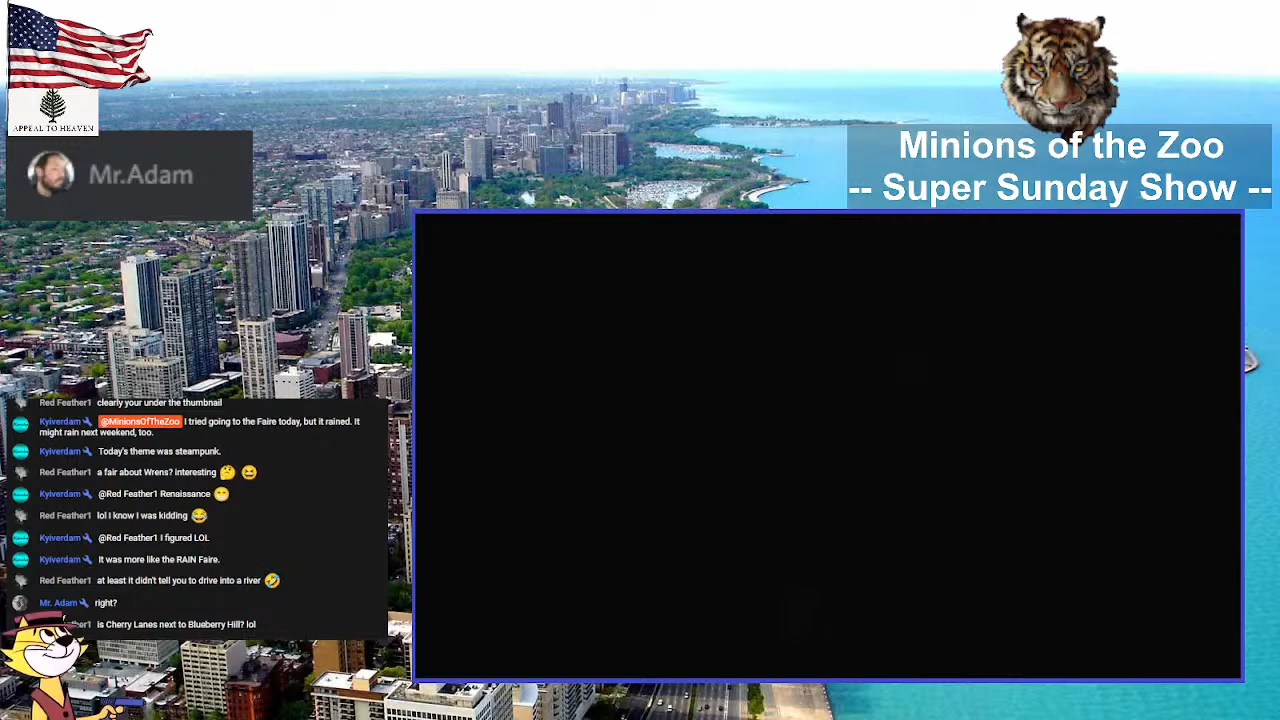 APPEAL TO HEAVEN
Mr.Adam
Minions of the Zoo
-- Super Sunday Show --
Red Feather1 clearly your under the thumbnail
Kyiverdam @MinionsOfTheZoo I tried going to the Faire today, but it rained. It
might rain next weekend, too.
Kyiverdam Today's theme was steampunk.
Red Feather1 a fair about Wrens? interesting 🤔 😆
Kyiverdam @Red Feather1 Renaissance 😁
Red Feather1 lol I know I was kidding 😂
Kyiverdam @Red Feather1 I figured LOL
Kyiverdam It was more like the RAIN Faire.
Red Feather1 at least it didn't tell you to drive into a river 🤣
Mr. Adam right?
ther1 is Cherry Lanes next to Blueberry Hill? lol